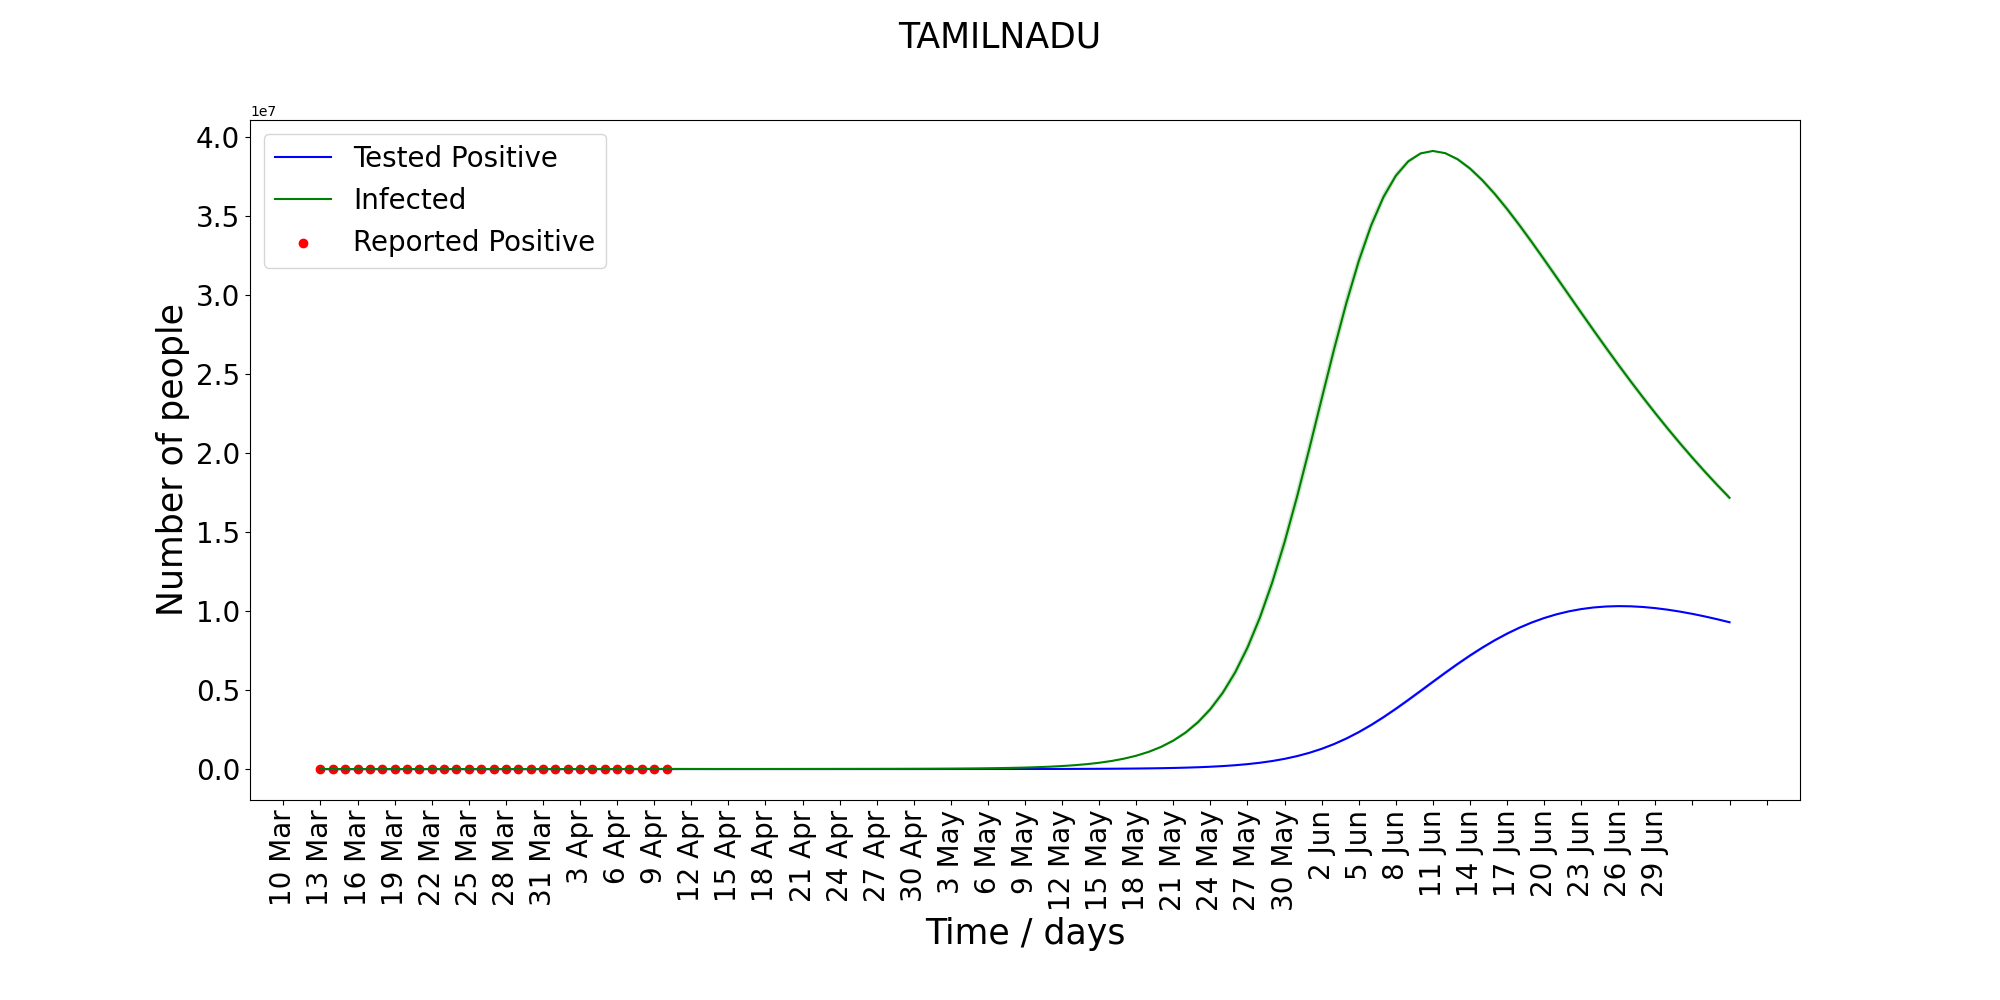 TAMILNADU
1e7
4.0
3.5
3.0
2.5
2.0
1.5
1.0
0.5
0.0
Number of people
Tested Positive
Infected
Reported Positive
10 Mar
13 Mar
16 Mar
19 Mar
22 Mar
25 Mar
28 Mar
31 Mar
3 Apr
6 Apr
9 Apr
12 Apr
15 Apr
18 Apr
21 Apr
24 Apr
27 Apr
30 Apr
3 May
6 May
9 May
12 May
15 May
18 May
21 May
24 May
27 May
30 May
2 Jun
5 Jun
8 Jun
11 Jun
14 Jun
17 Jun
20 Jun
23 Jun
26 Jun
29 Jun
Time / days